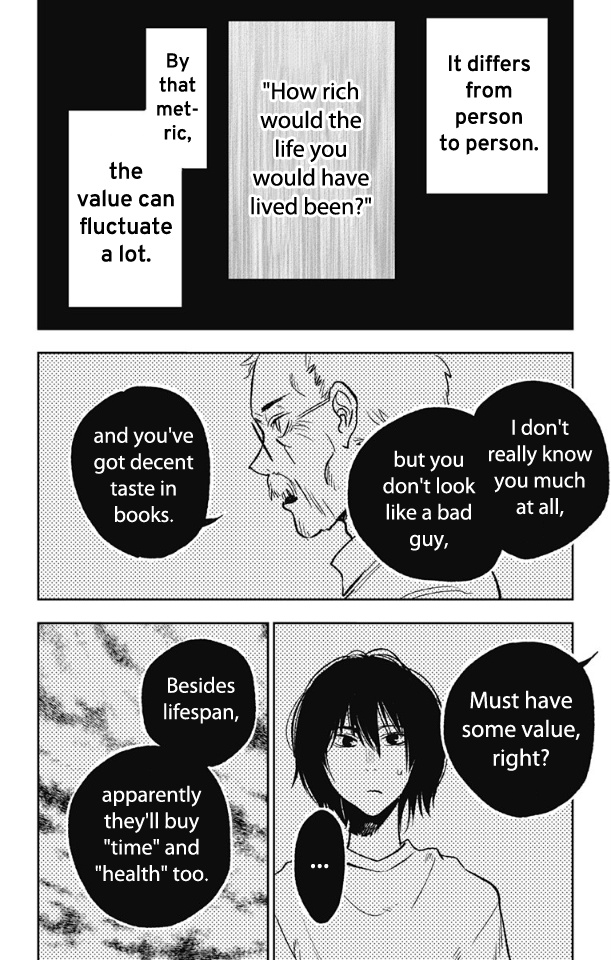 It differs
from
person
to person.
"How rich
would the
life you
would have
lived been?"
By
that
met-
ric,
the
value can
fluctuate
a lot.
I don't
really know
you much
at all,
but you
don't look
like a bad
guy,
and you've
got decent
taste in
books.
Must have
some value,
right?
...
Besides
lifespan,
apparently
they'll buy
"time" and
"health" too.